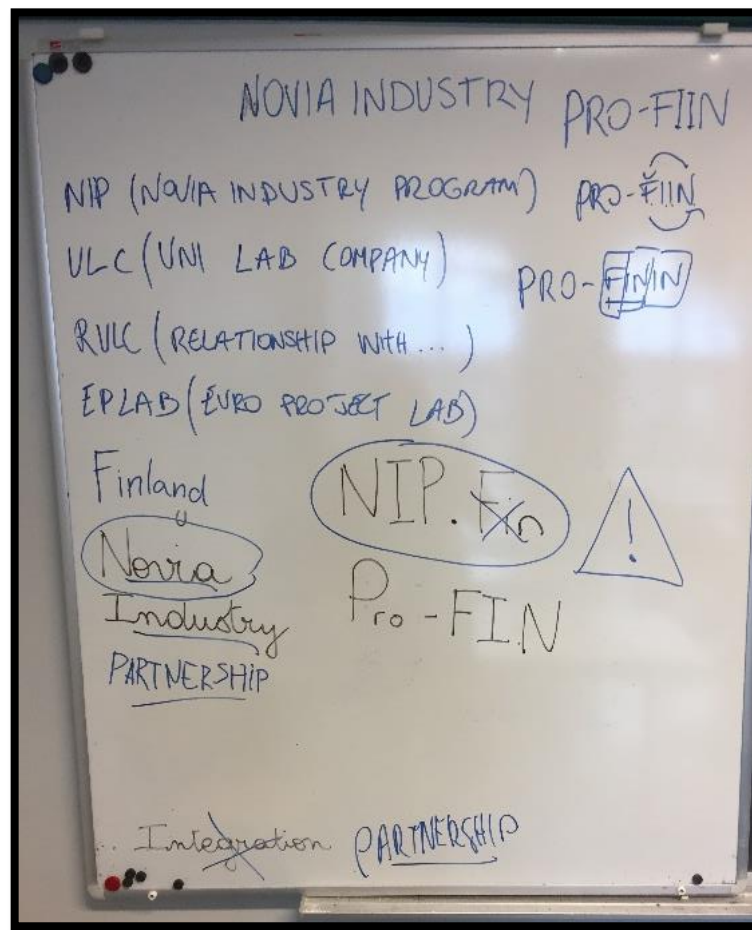 NOVIA INDUSTRY PRO-FIIN
NIP (NOVIA INDUSTRY PROGRAM) PRO-FIIN
ULC (UNI LAB COMPANY) PRO-FININ
RULC (RELATIONSHIP WITH ...)
EPLAB (EURO PROJECT LAB)
Finland NIP. Fin !
Novia
Industry Pro-FIN
PARTNERSHIP
Integration PARTNERSHIP